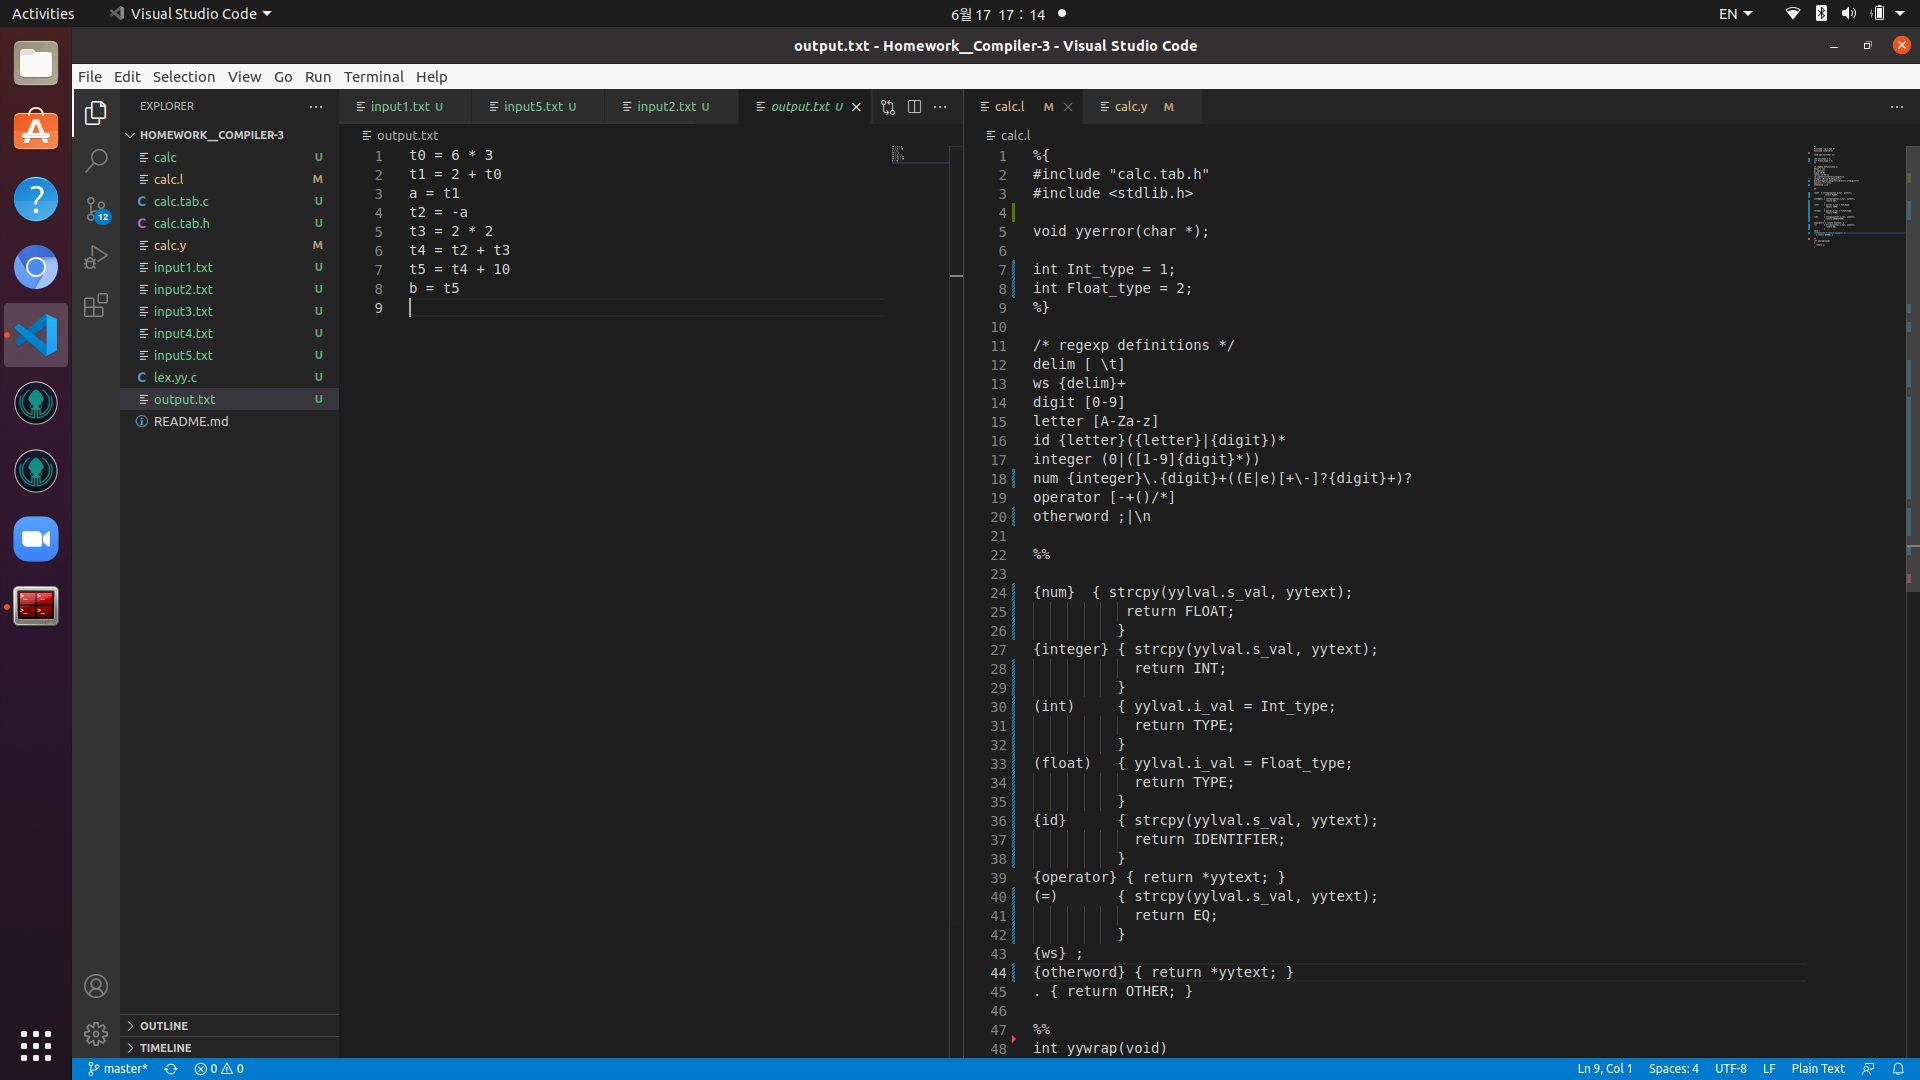 Activities
Visual Studio Code
6월 17 17 : 14
EN
output.txt - Homework__Compiler-3 - Visual Studio Code
File Edit Selection View Go Run Terminal Help
EXPLORER
HOMEWORK__COMPILER-3
calc U
calc.l M
calc.tab.c U
calc.tab.h U
calc.y M
input1.txt U
input2.txt U
input3.txt U
input4.txt U
input5.txt U
lex.yy.c U
output.txt U
README.md
OUTLINE
TIMELINE
input1.txt U
input5.txt U
input2.txt U
output.txt U
output.txt
1 t0 = 6 * 3
2 t1 = 2 + t0
3 a = t1
4 t2 = -a
5 t3 = 2 * 2
6 t4 = t2 + t3
7 t5 = t4 + 10
8 b = t5
9
calc.l M
calc.y M
calc.l
1 %{
2 #include "calc.tab.h"
3 #include <stdlib.h>
4
5 void yyerror(char *);
6
7 int Int_type = 1;
8 int Float_type = 2;
9 %}
10
11 /* regexp definitions */
12 delim [ \t]
13 ws {delim}+
14 digit [0-9]
15 letter [A-Za-z]
16 id {letter}({letter}|{digit})*
17 integer (0|([1-9]{digit}*))
18 num {integer}\.{digit}+((E|e)[+\-]?{digit}+)?
19 operator [-+()/*]
20 otherword ;|\n
21
22 %%
23
24 {num}  { strcpy(yylval.s_val, yytext);
25 return FLOAT;
26 }
27 {integer} { strcpy(yylval.s_val, yytext);
28 return INT;
29 }
30 (int)     { yylval.i_val = Int_type;
31 return TYPE;
32 }
33 (float)   { yylval.i_val = Float_type;
34 return TYPE;
35 }
36 {id}      { strcpy(yylval.s_val, yytext);
37 return IDENTIFIER;
38 }
39 {operator} { return *yytext; }
40 (=)       { strcpy(yylval.s_val, yytext);
41 return EQ;
42 }
43 {ws} ;
44 {otherword} { return *yytext; }
45 . { return OTHER; }
46
47 %%
48 int yywrap(void)
12
master* 0 0
Ln 9, Col 1 Spaces: 4 UTF-8 LF Plain Text